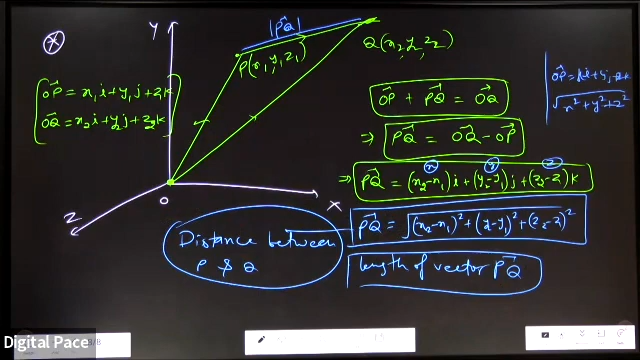 Y
|PQ|
Q(x2, y2, z2)
P(x1, y1, z1)
OP = x1i + y1j + z1k
OQ = x2i + y2j + z2k
OP = xi + yj + zk
√x² + y² + z²
OP + PQ = OQ
⇒ PQ = OQ - OP
x y z
⇒ PQ = (x2-x1)i + (y2-y1)j + (z2-z)k
Z
O
X
Distance between
P & Q
PQ = √(x2-x1)² + (y2-y1)² + (z2-z)²
length of vector PQ
Digital Pace